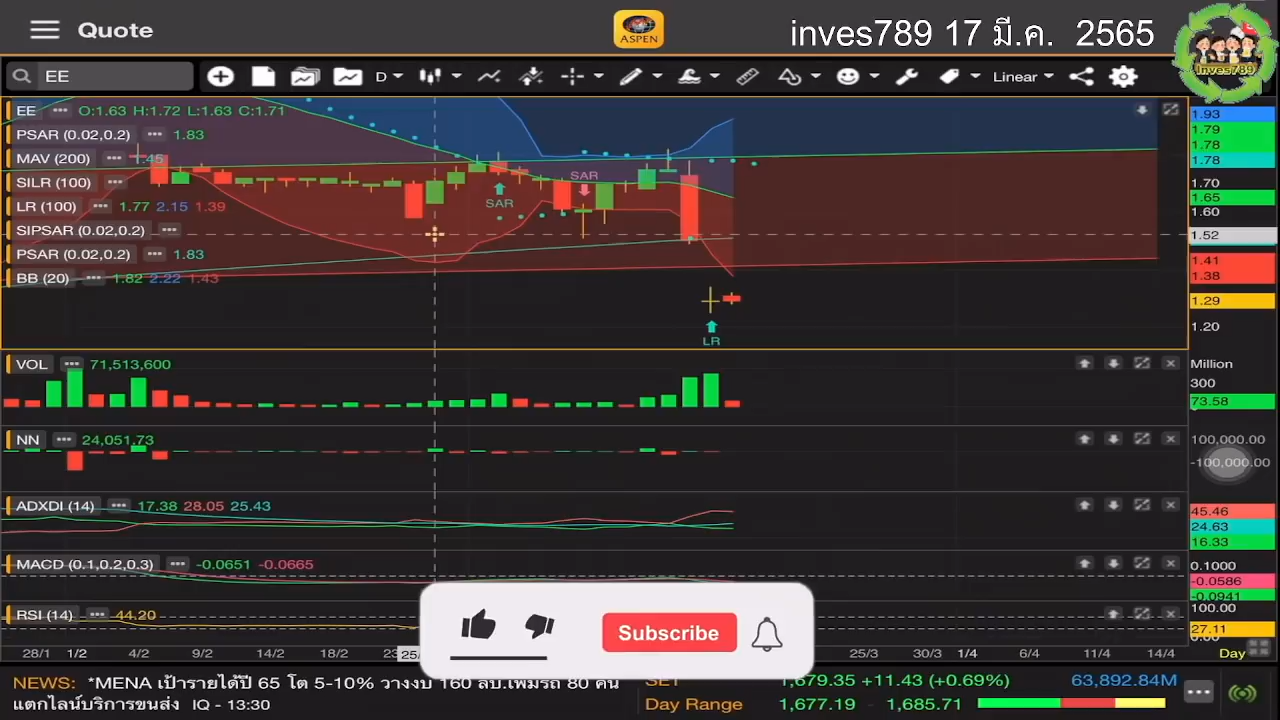 Quote
ASPEN
inves789 17 มี.ค. 2565
Inves789
EE
D
Linear
EE O:1.63 H:1.72 L:1.63 C:1.71
PSAR (0.02,0.2) 1.83
MAV (200) 1.45
SILR (100)
LR (100) 1.77 2.15 1.39
SIPSAR (0.02,0.2)
PSAR (0.02,0.2) 1.83
BB (20) 1.82 2.22 1.43
SAR
SAR
LR
1.93
1.79
1.78
1.78
1.70
1.65
1.60
1.52
1.41
1.38
1.29
1.20
VOL 71,513,600
Million
300
73.58
NN 24,051.73
100,000.00
-100,000.00
ADXDI (14) 17.38 28.05 25.43
45.46
24.63
16.33
MACD (0.1,0.2,0.3) -0.0651 -0.0665
0.1000
-0.0586
-0.0941
RSI (14) 44.20
100.00
27.11
Subscribe
28/1 1/2 4/2 9/2 14/2 18/2 25/3 1/4 6/4 11/4 14/4 Day
NEWS: *MENA เป้ารายได้ปี 65 โต 5-10% วางงบ 160 ลบ.เพิ่มรถ 80 คัน
แตกไลน์บริการขนส่ง IQ - 13:30
SET 1,679.35 +11.43 (+0.69%) 63,892.84M
Day Range 1,677.19 - 1,685.71